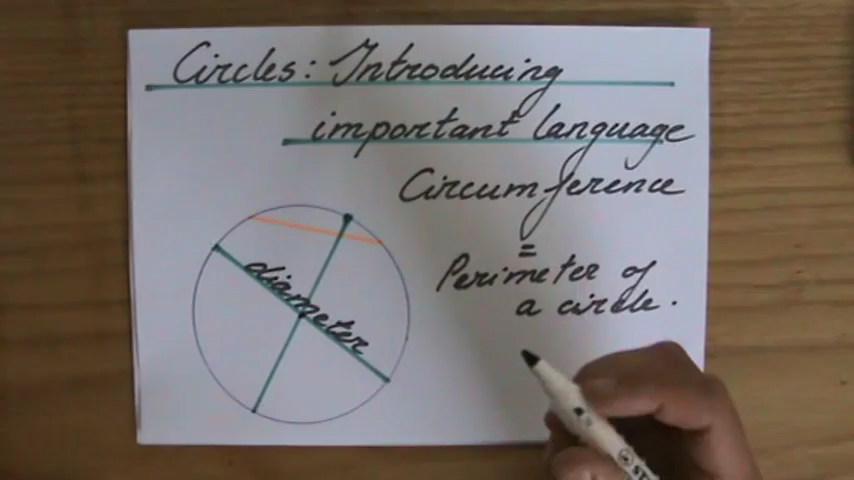 Circles: Introducing
important language
Circumference
=
Perimeter of
a circle.
diameter